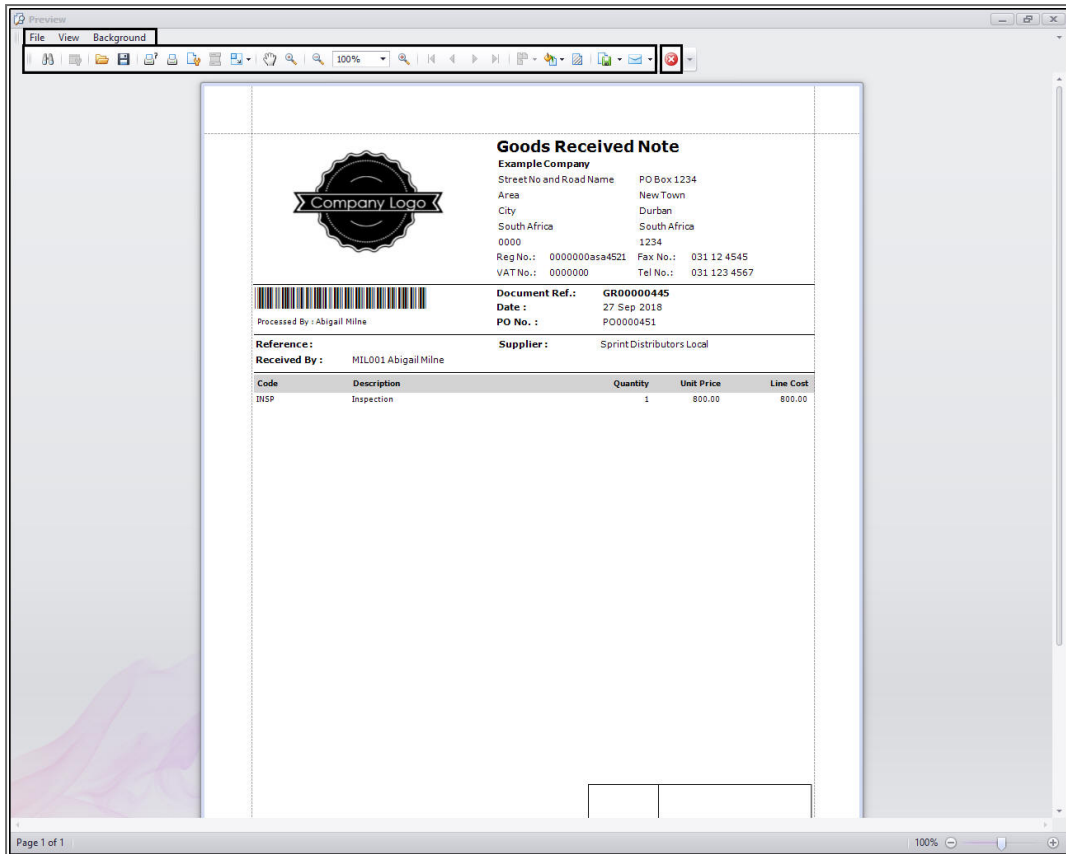 Preview
File View Background
100%
Goods Received Note
Company Logo
Example Company
Street No and Road Name PO Box 1234
Area New Town
City Durban
South Africa South Africa
0000 1234
Reg No.: 0000000asa4521 Fax No.: 031 12 4545
VAT No.: 0000000 Tel No.: 031 123 4567
Document Ref.: GR00000445
Date : 27 Sep 2018
Processed By : Abigail Milne PO No. : PO0000451
Reference : Supplier : Sprint Distributors Local
Received By : MIL001 Abigail Milne
Code Description Quantity Unit Price Line Cost
INSP Inspection 1 800.00 800.00
Page 1 of 1 100%